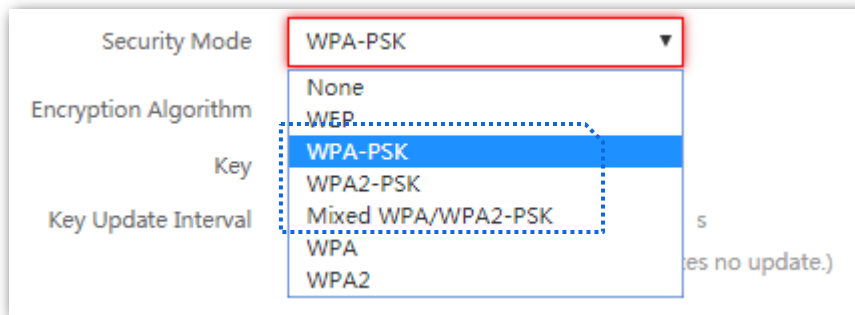 Security Mode WPA-PSK
None
Encryption Algorithm
WEP
WPA-PSK
Key
WPA2-PSK
Key Update Interval Mixed WPA/WPA2-PSK s
WPA
no update.)
WPA2